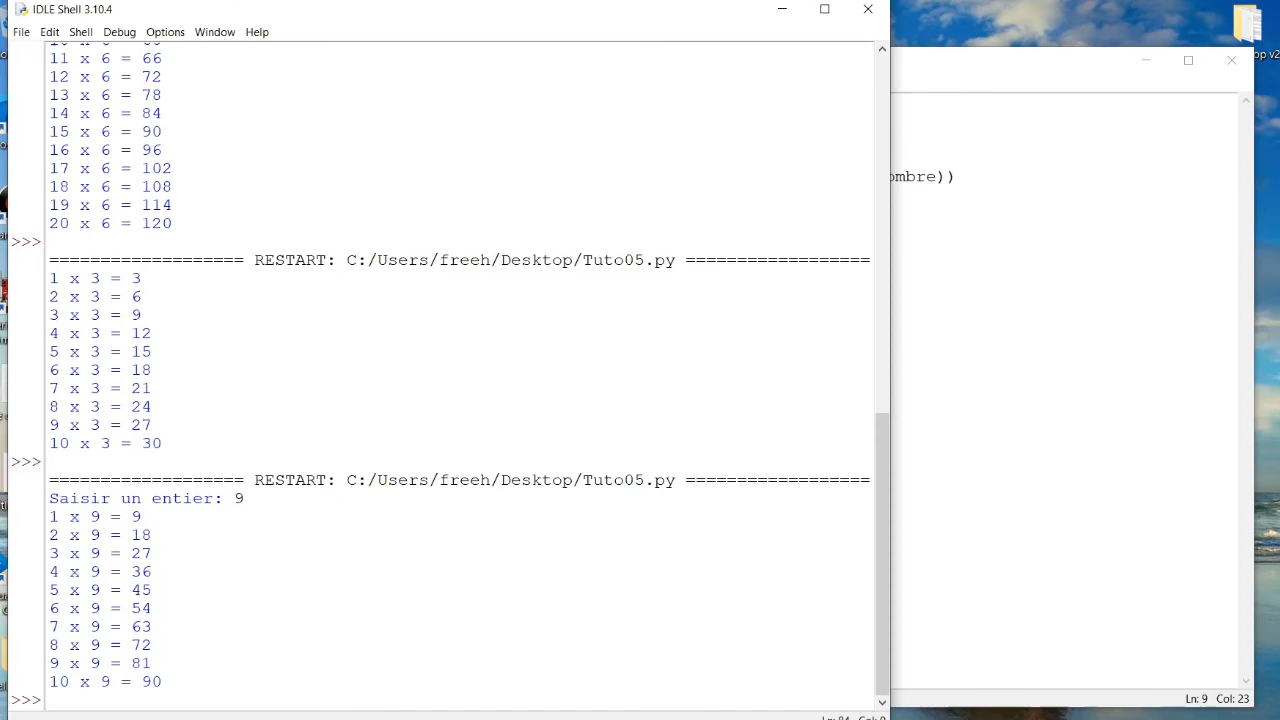 IDLE Shell 3.10.4
File Edit Shell Debug Options Window Help
11 x 6 = 66
12 x 6 = 72
13 x 6 = 78
14 x 6 = 84
15 x 6 = 90
16 x 6 = 96
17 x 6 = 102
18 x 6 = 108
19 x 6 = 114
20 x 6 = 120
>>>
=================== RESTART: C:/Users/freeh/Desktop/Tuto05.py ==================
1 x 3 = 3
2 x 3 = 6
3 x 3 = 9
4 x 3 = 12
5 x 3 = 15
6 x 3 = 18
7 x 3 = 21
8 x 3 = 24
9 x 3 = 27
10 x 3 = 30
>>>
=================== RESTART: C:/Users/freeh/Desktop/Tuto05.py ==================
Saisir un entier: 9
1 x 9 = 9
2 x 9 = 18
3 x 9 = 27
4 x 9 = 36
5 x 9 = 45
6 x 9 = 54
7 x 9 = 63
8 x 9 = 72
9 x 9 = 81
10 x 9 = 90
>>>
ombre))
Ln: 9 Col: 23
op v2